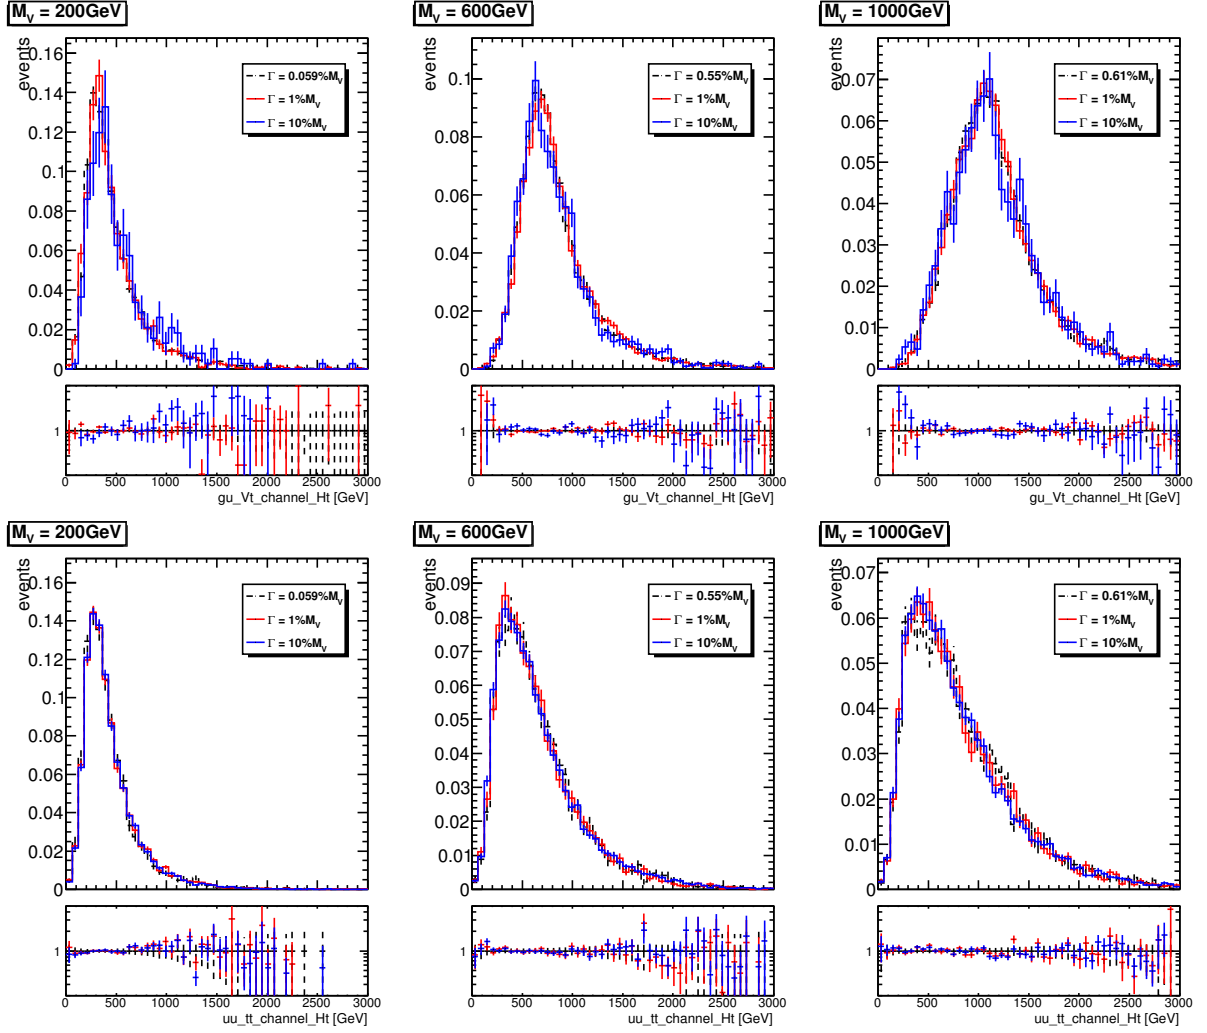 M_V = 200GeV
events
0.16
0.14
0.12
0.1
0.08
0.06
0.04
0.02
0
Γ = 0.059%M_V
Γ = 1%M_V
Γ = 10%M_V
1
0 500 1000 1500 2000 2500 3000
gu_Vt_channel_Ht [GeV]
M_V = 600GeV
events
0.1
0.08
0.06
0.04
0.02
0
Γ = 0.55%M_V
Γ = 1%M_V
Γ = 10%M_V
1
0 500 1000 1500 2000 2500 3000
gu_Vt_channel_Ht [GeV]
M_V = 1000GeV
events
0.07
0.06
0.05
0.04
0.03
0.02
0.01
0
Γ = 0.61%M_V
Γ = 1%M_V
Γ = 10%M_V
1
0 500 1000 1500 2000 2500 3000
gu_Vt_channel_Ht [GeV]
M_V = 200GeV
events
0.16
0.14
0.12
0.1
0.08
0.06
0.04
0.02
0
Γ = 0.059%M_V
Γ = 1%M_V
Γ = 10%M_V
1
0 500 1000 1500 2000 2500 3000
uu_tt_channel_Ht [GeV]
M_V = 600GeV
events
0.09
0.08
0.07
0.06
0.05
0.04
0.03
0.02
0.01
0
Γ = 0.55%M_V
Γ = 1%M_V
Γ = 10%M_V
1
0 500 1000 1500 2000 2500 3000
uu_tt_channel_Ht [GeV]
M_V = 1000GeV
events
0.07
0.06
0.05
0.04
0.03
0.02
0.01
0
Γ = 0.61%M_V
Γ = 1%M_V
Γ = 10%M_V
1
0 500 1000 1500 2000 2500 3000
uu_tt_channel_Ht [GeV]